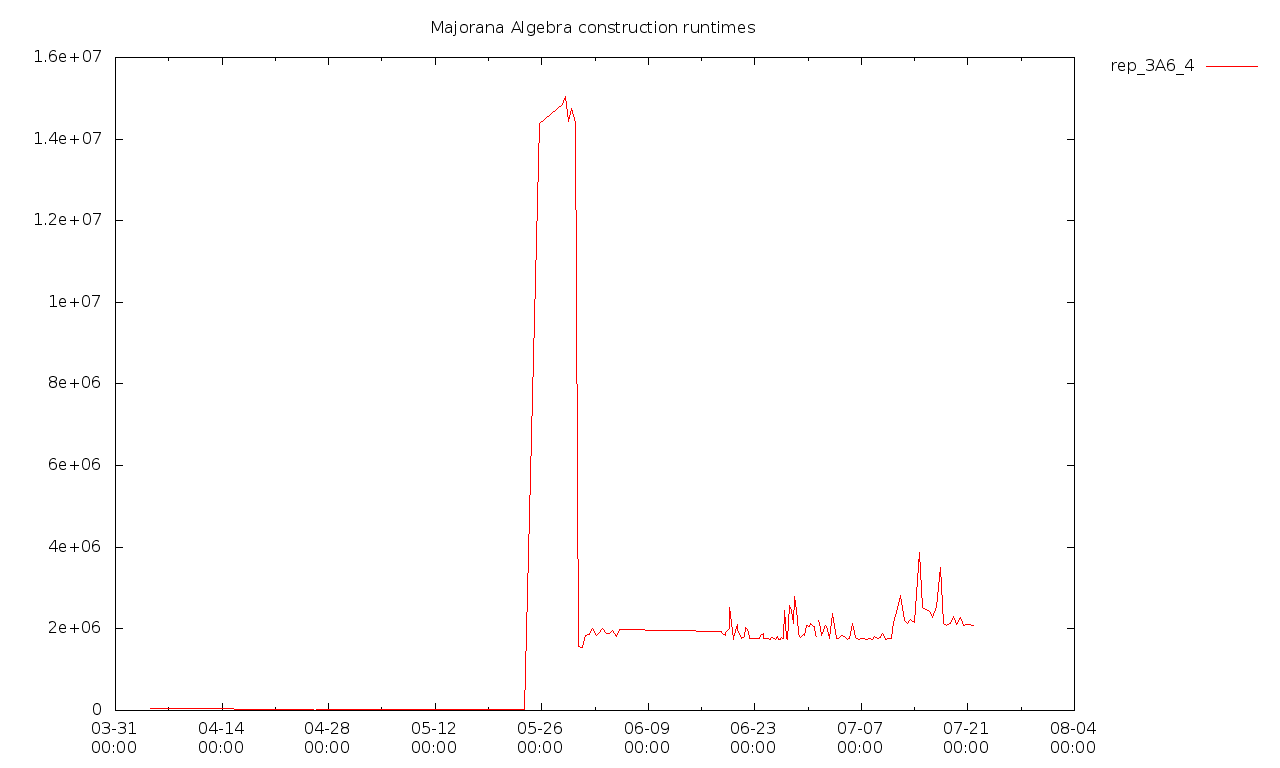 Majorana Algebra construction runtimes
rep_3A6_4
1.6e+07
1.4e+07
1.2e+07
1e+07
8e+06
6e+06
4e+06
2e+06
0
03-31 04-14 04-28 05-12 05-26 06-09 06-23 07-07 07-21 08-04
00:00 00:00 00:00 00:00 00:00 00:00 00:00 00:00 00:00 00:00